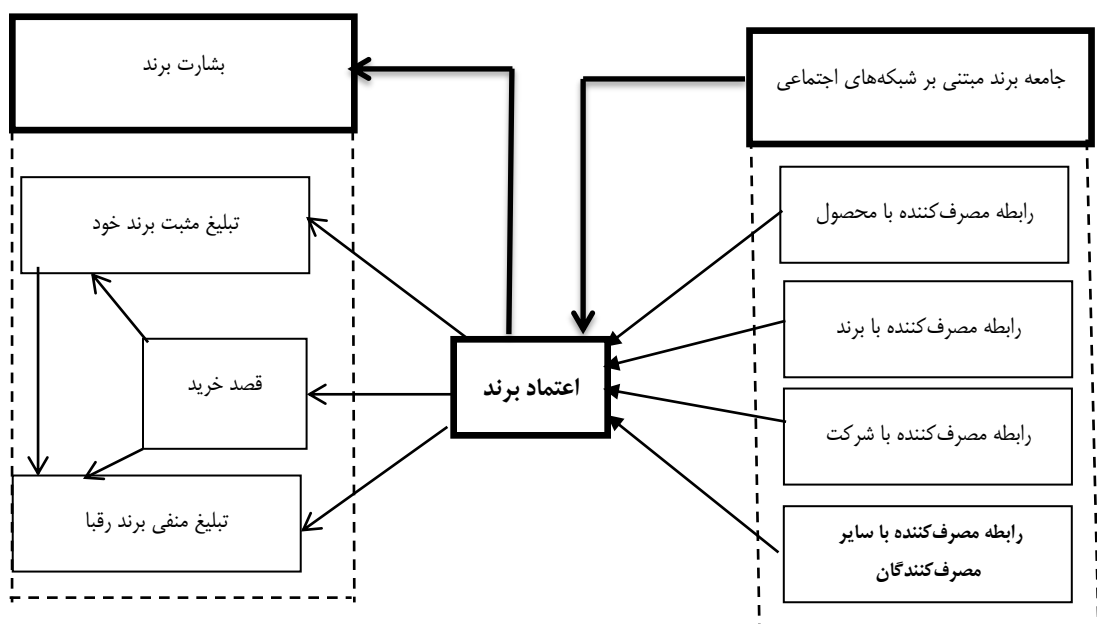 جامعه برند مبتنی بر شبکه‌های اجتماعی
بشارت برند
رابطه مصرف‌کننده با محصول
تبلیغ مثبت برند خود
رابطه مصرف‌کننده با برند
قصد خرید
اعتماد برند
رابطه مصرف‌کننده با شرکت
تبلیغ منفی برند رقبا
رابطه مصرف‌کننده با سایر
مصرف‌کنندگان